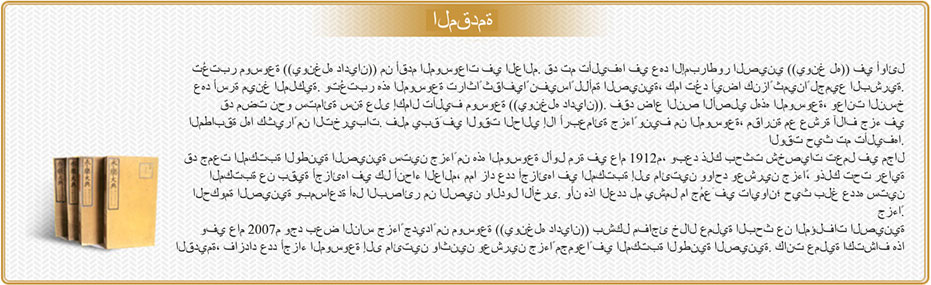 المقدمة
تُعتبر موسوعة ((يونغله داديان)) من أقدم الموسوعات في العالم. قد تم تأليفها في عهد الإمبراطور الصيني ((يونغ له)) في أوائل
عهد أسرة مينغ الملكية. وتُعتبر هذه الموسوعة تراثاً ثقافياً نفيساً للأمة الصينية، كما تُعد أيضا كنزاً ثميناً لجميع البشرية.
قد مضت نحو ستمائة سنة على إكمال تأليف موسوعة ((يونغله داديان)). فقد ضاع النص الأصلي لهذه الموسوعة، وعانت النسخ
المطابقة لها كثيراً من التخريبات. فلم يبق في الوقت الحالي إلا أربعمائة جزءاً ونيف من الموسوعة، مقارنة مع عشرة آلاف جزء في
الوقت حيث تم تأليفها.
قد جمعت المكتبة الوطنية الصينية ستين جزءاً من هذه الموسوعة لأول مرة في عام 1912م، وبعد ذلك بحثت شخصيات تعمل في مجال
المكتبة عن بقية أجزائها في كل أنحاء العالم، مما زاد عدد أجزائها في المكتبة إلى مائتين وواحد وعشرين جزءاً، وذلك تحت رعاية
الحكومة الصينية وبمساعدة أهل البصائر من الصين والدول الأخرى. وأن هذا العدد لم يشمل ما جُمع في تايوان؛ حيث بلغ عدده ستين
جزءاً.
وفي عام 2007م وجد بعض الناس جزءاً جديداً من موسوعة ((يونغله داديان)) بشكل مفاجئ خلال عملية البحث عن المؤلفات الصينية
القديمة، فازداد عدد أجزاء الموسوعة إلى مائتين واثنين وعشرين جزءاً مجموعاً في المكتبة الوطنية الصينية. كانت عملية اكتشاف هذا